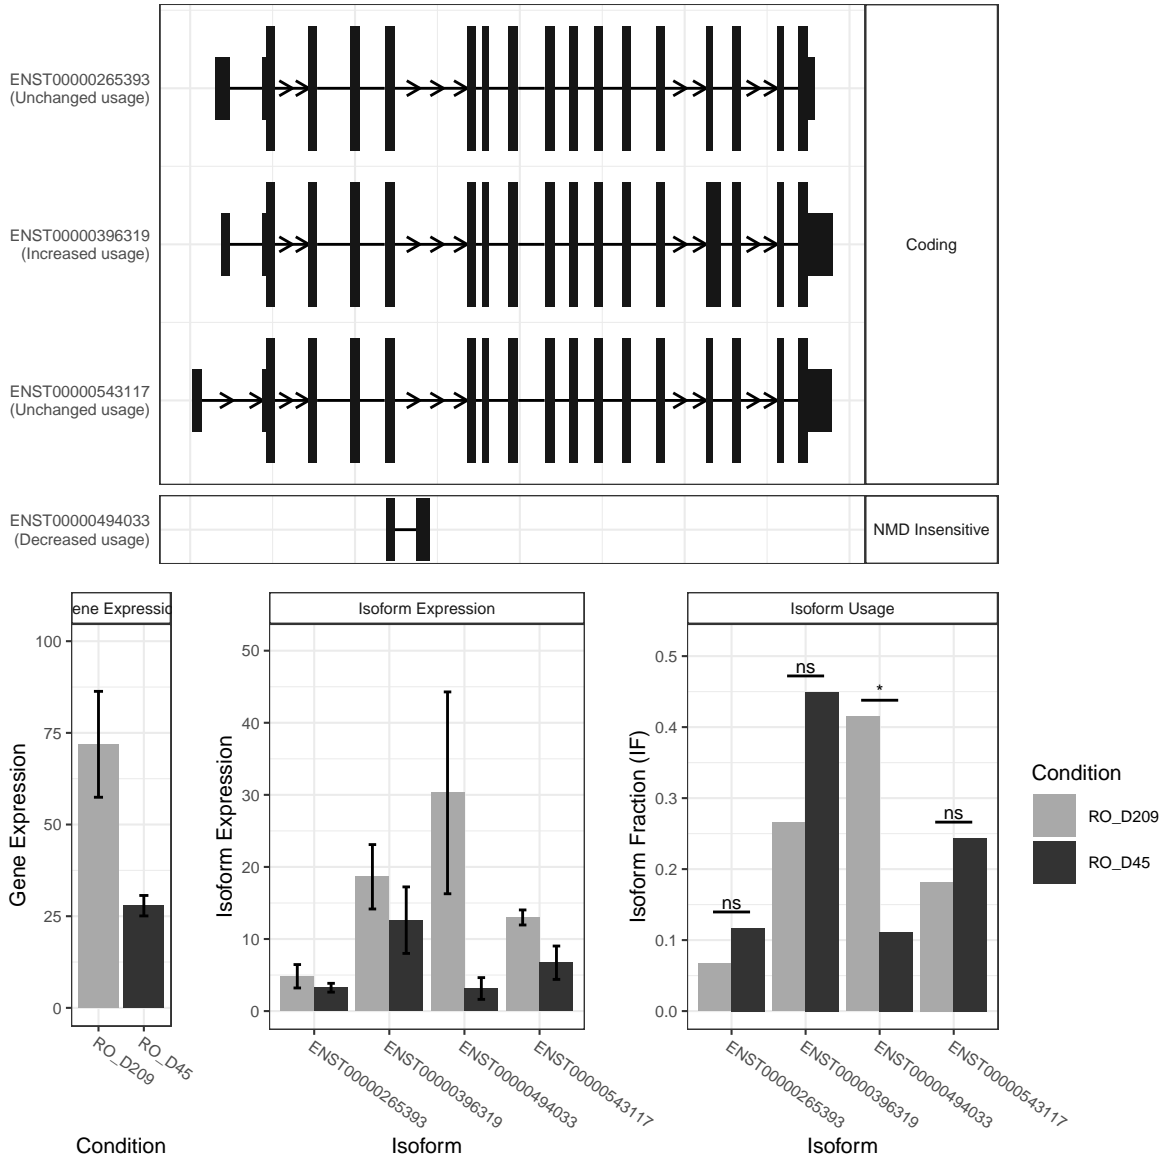 ENST00000265393
(Unchanged usage)
ENST00000396319
(Increased usage)
ENST00000543117
(Unchanged usage)
Coding
ENST00000494033
(Decreased usage)
NMD Insensitive
ene Expressio
Gene Expression
100
75
50
25
0
RO_D209
RO_D45
Condition
Isoform Expression
Isoform Expression
50
40
30
20
10
0
ENST00000265393
ENST00000396319
ENST00000494033
ENST00000543117
Isoform
Isoform Usage
Isoform Fraction (IF)
0.5
0.4
0.3
0.2
0.1
0.0
ns
ns
*
ns
ENST00000265393
ENST00000396319
ENST00000494033
ENST00000543117
Isoform
Condition
RO_D209
RO_D45